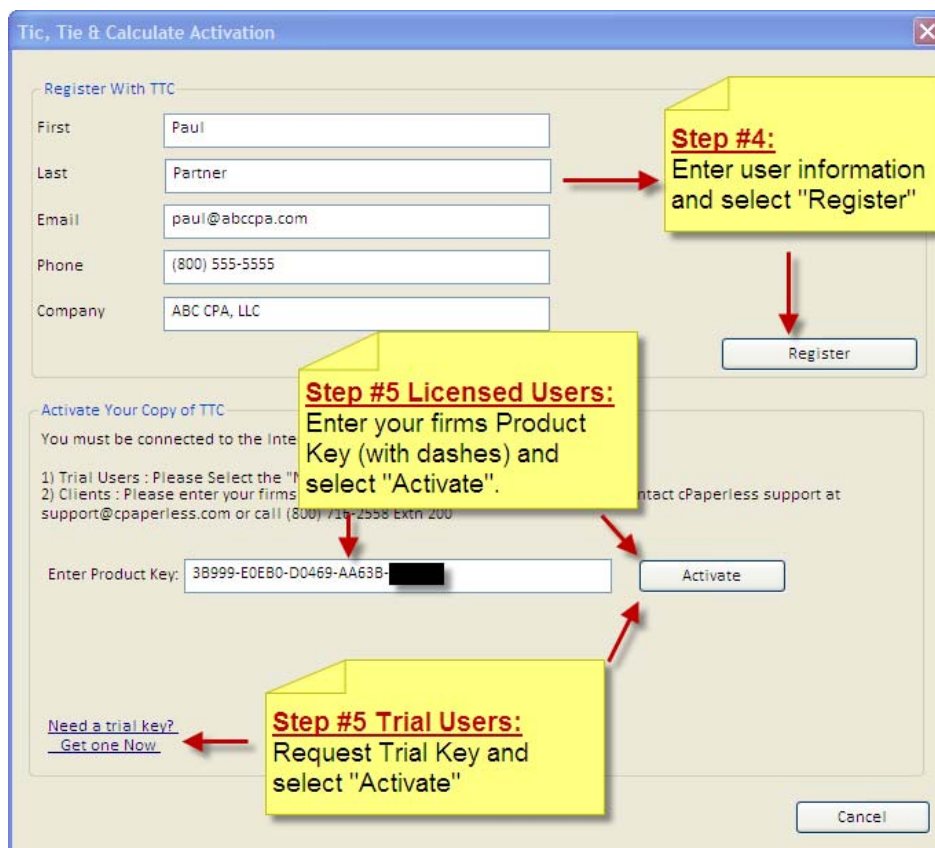 Tic, Tie & Calculate Activation
Register With TTC
First
Paul
Last
Partner
Email
paul@abccpa.com
Phone
(800) 555-5555
Company
ABC CPA, LLC
Step #4:
Enter user information
and select "Register"
Register
Step #5 Licensed Users:
Enter your firms Product
Key (with dashes) and
select "Activate".
Activate Your Copy of TTC
You must be connected to the
1) Trial Users : Please Select the
2) Clients : Please enter your firms cPaperless support at
support@cpaperless.com or call (800) 716-2558 Extn 200
Enter Product Key: 3B999-E0EB0-D0469-AA63B-
Activate
Need a trial key?
Get one Now
Step #5 Trial Users:
Request Trial Key and
select "Activate"
Cancel